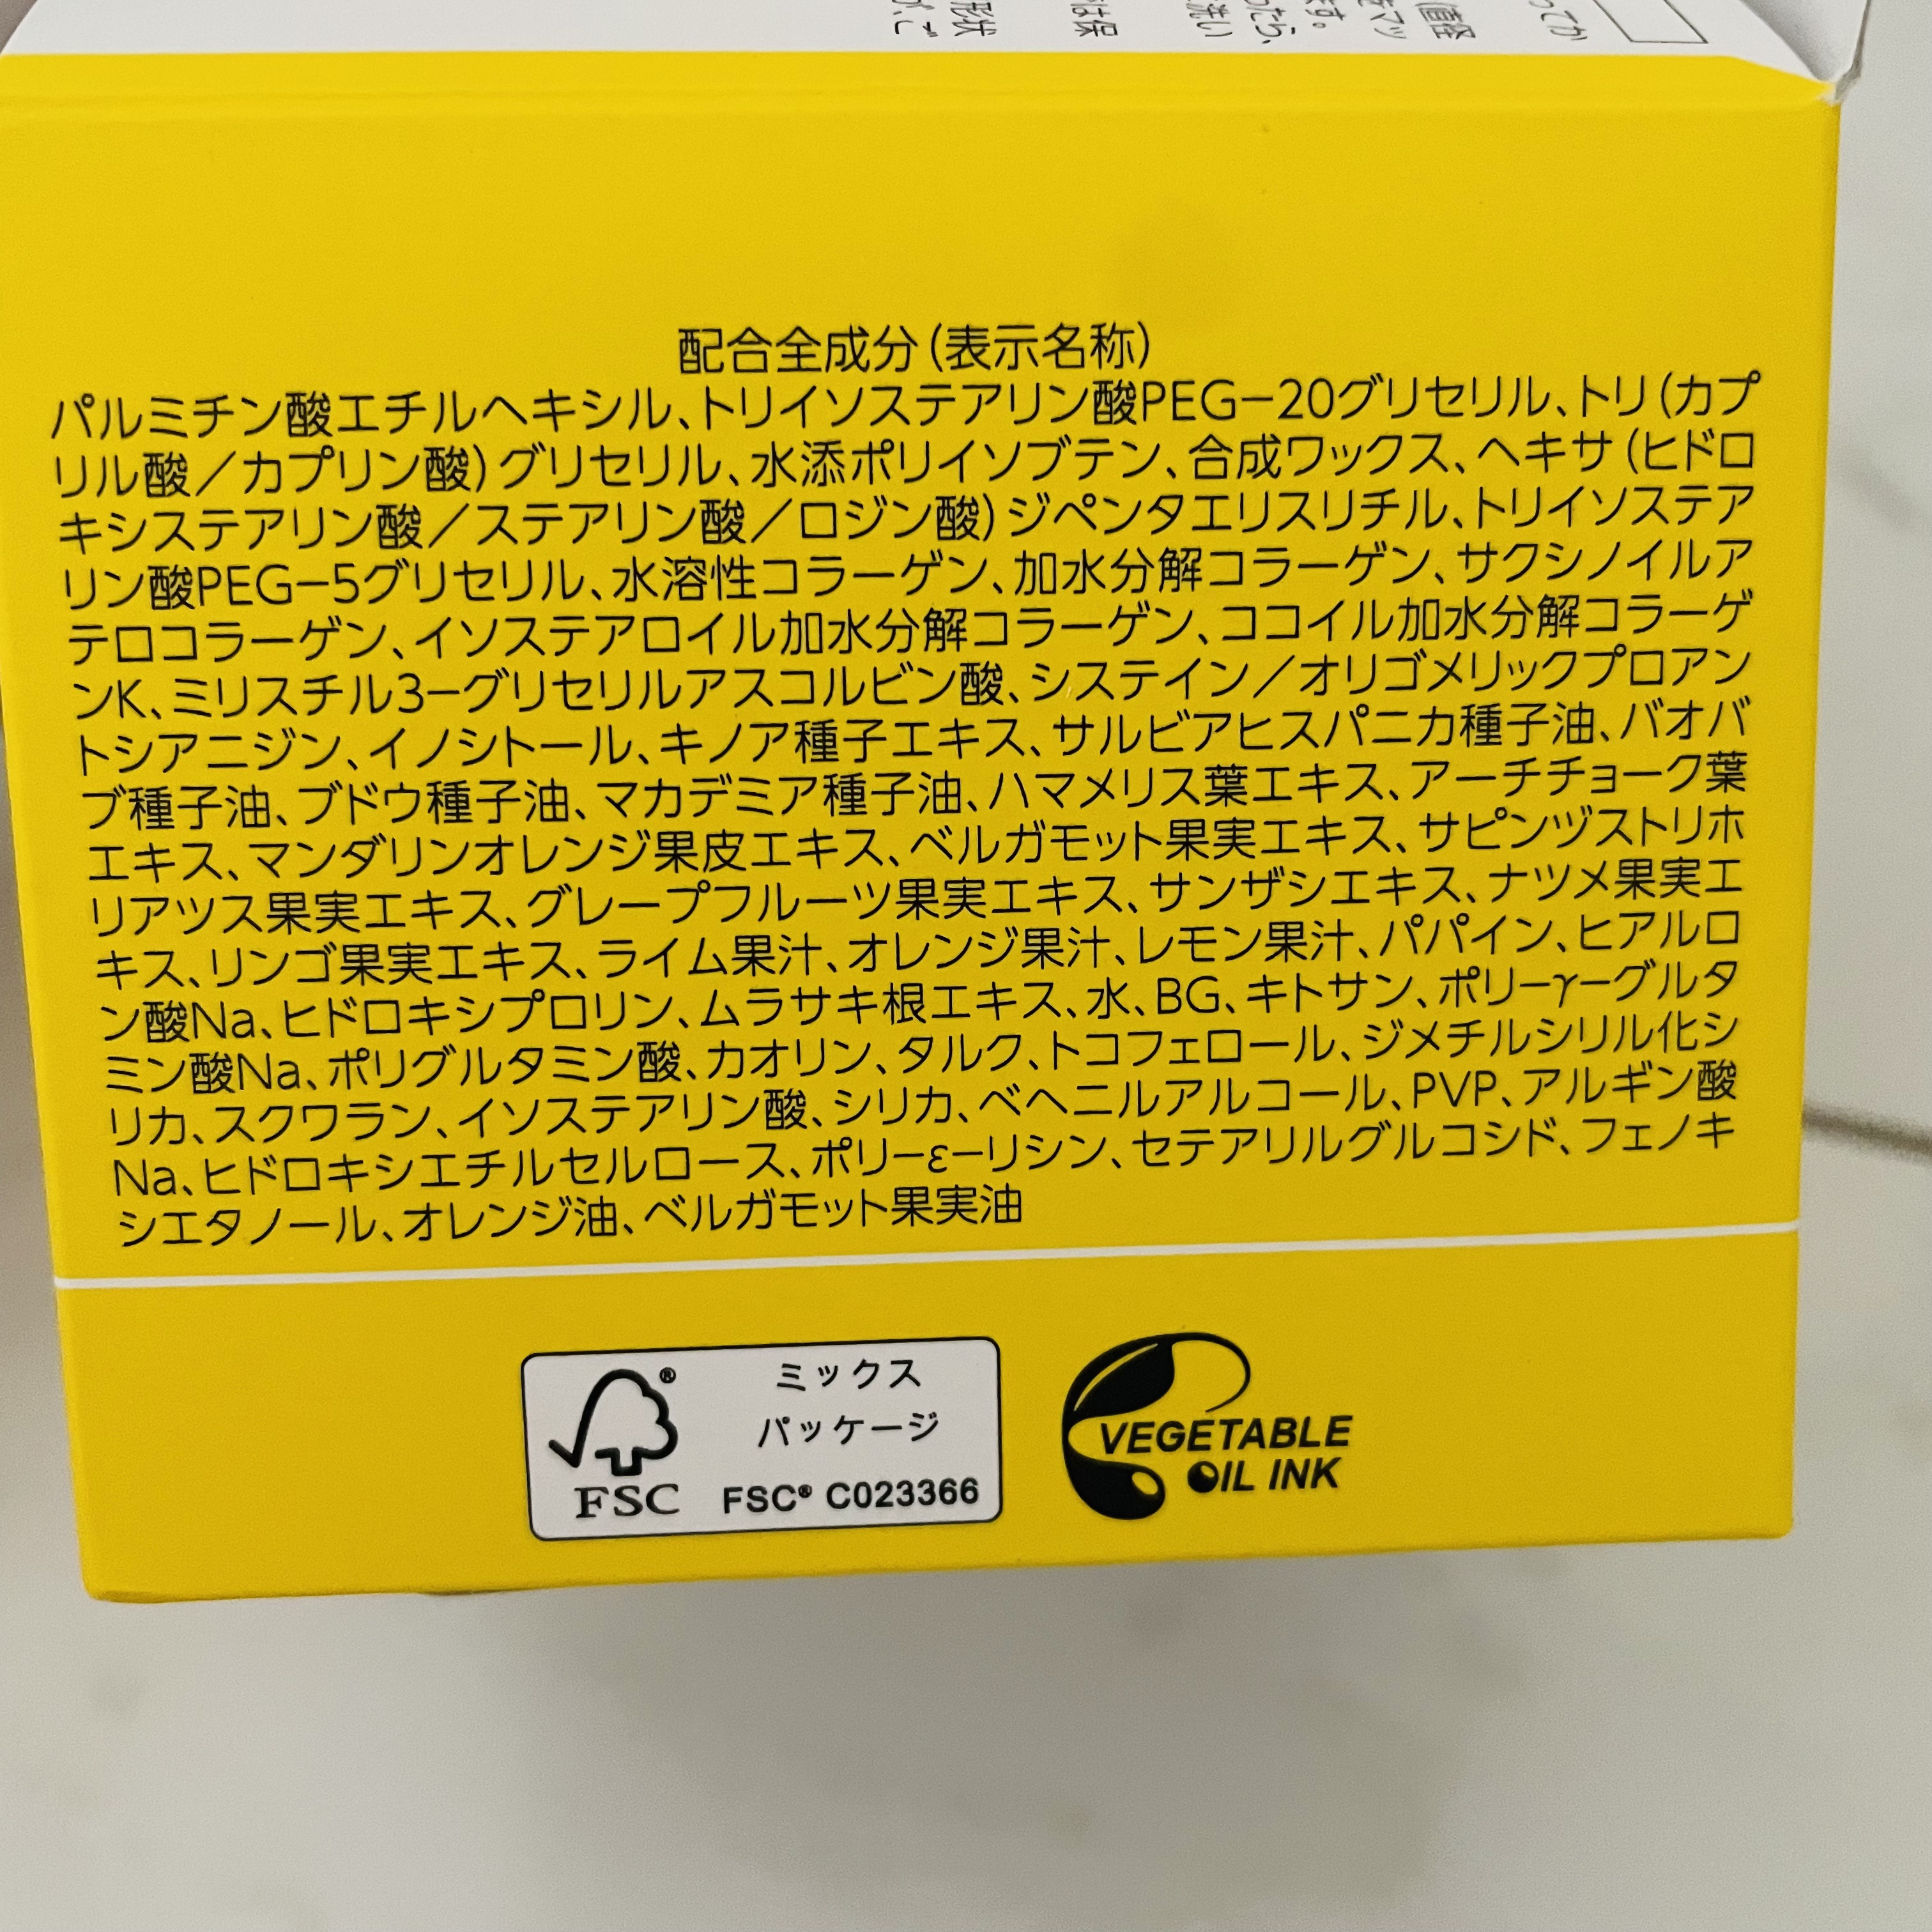 配合全成分(表示名称)
パルミチン酸エチルヘキシル、トリイソステアリン酸PEG−20グリセリル、トリ(カプ
リル酸／カプリン酸)グリセリル、水添ポリイソブテン、合成ワックス、ヘキサ(ヒドロ
キシステアリン酸／ステアリン酸／ロジン酸)ジペンタエリスリチル、トリイソステア
リン酸PEG−5グリセリル、水溶性コラーゲン、加水分解コラーゲン、サクシノイルア
テロコラーゲン、イソステアロイル加水分解コラーゲン、ココイル加水分解コラーゲ
ンK、ミリスチル3−グリセリルアスコルビン酸、システイン／オリゴメリックプロアン
トシアニジン、イノシトール、キノア種子エキス、サルビアヒスパニカ種子油、バオバ
ブ種子油、ブドウ種子油、マカデミア種子油、ハマメリス葉エキス、アーチチョーク葉
エキス、マンダリンオレンジ果皮エキス、ベルガモット果実エキス、サピンヅストリホ
リアツス果実エキス、グレープフルーツ果実エキス、サンザシエキス、ナツメ果実エ
キス、リンゴ果実エキス、ライム果汁、オレンジ果汁、レモン果汁、パパイン、ヒアルロ
ン酸Na、ヒドロキシプロリン、ムラサキ根エキス、水、BG、キトサン、ポリ−γ−グルタ
ミン酸Na、ポリグルタミン酸、カオリン、タルク、トコフェロール、ジメチルシリル化シ
リカ、スクワラン、イソステアリン酸、シリカ、ベヘニルアルコール、PVP、アルギン酸
Na、ヒドロキシエチルセルロース、ポリ−ε−リシン、セテアリルグルコシド、フェノキ
シエタノール、オレンジ油、ベルガモット果実油
ミックス
パッケージ
FSC® C023366
®
FSC
VEGETABLE
OIL INK